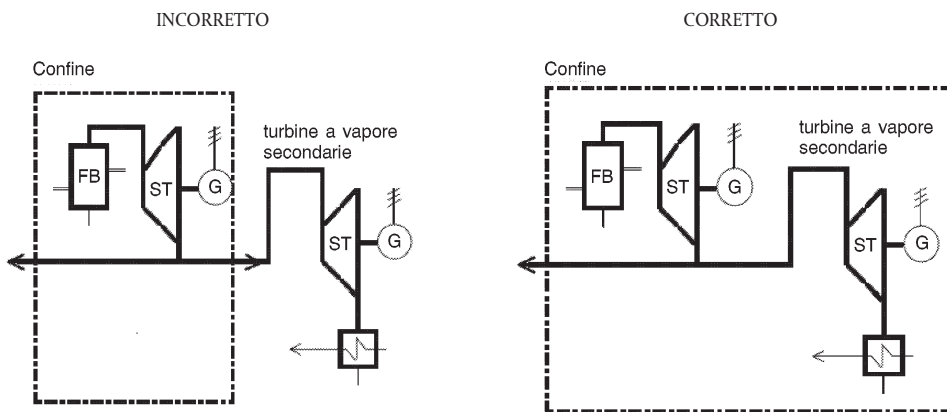 INCORRETTO
Confine
FB
ST
G
turbine a vapore
secondarie
ST
G
CORRETTO
Confine
FB
ST
G
turbine a vapore
secondarie
ST
G